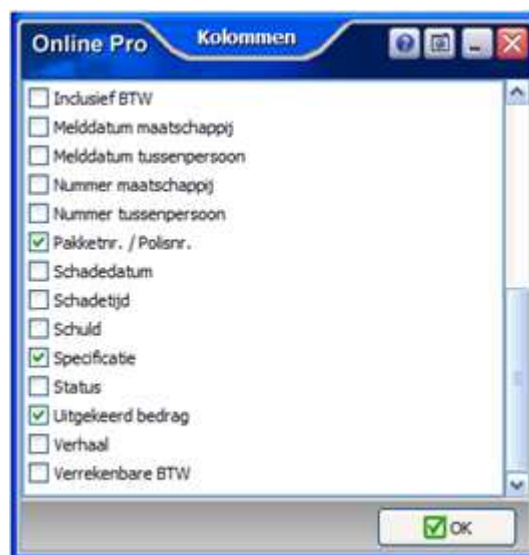 Online Pro Kolommen
Inclusief BTW
Melddatum maatschappij
Melddatum tussenpersoon
Nummer maatschappij
Nummer tussenpersoon
Pakketnr. / Polisnr.
Schadedatum
Schadetijd
Schuld
Specificatie
Status
Uitgekeerd bedrag
Verhaal
Verrekenbare BTW
OK